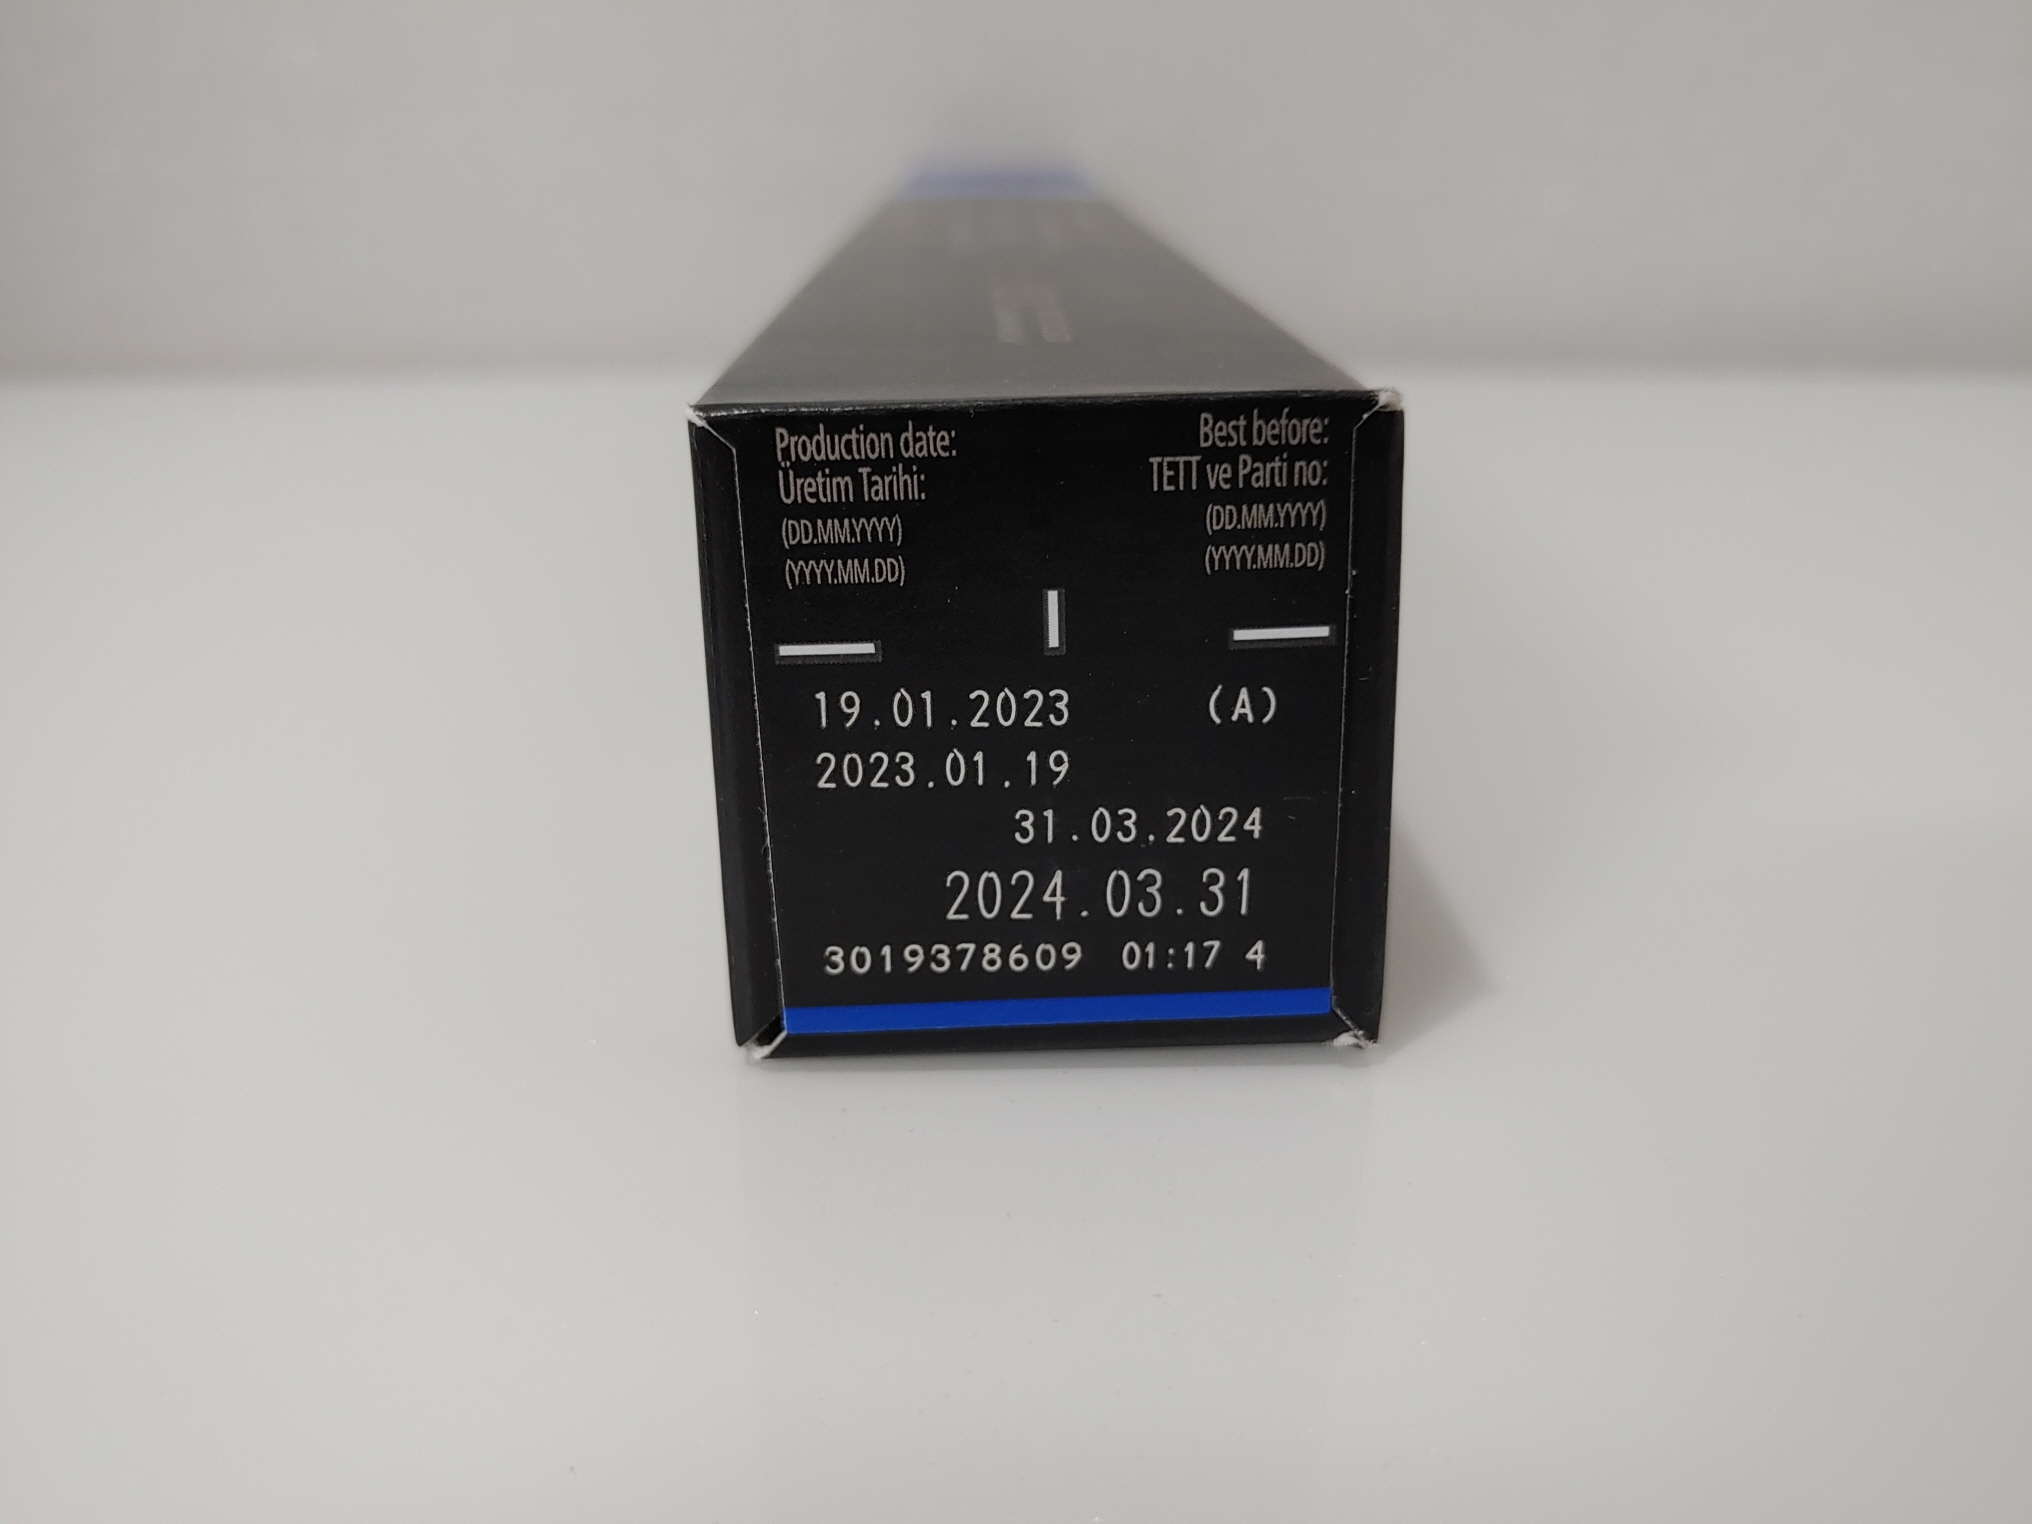 Production date:
Üretim Tarihi:
(DD.MM.YYYY)
(YYYY.MM.DD)
Best before:
TETT ve Parti no:
(DD.MM.YYYY)
(YYYY.MM.DD)
19.01.2023 (A)
2023.01.19
31.03.2024
2024.03.31
3019378609 01:17 4